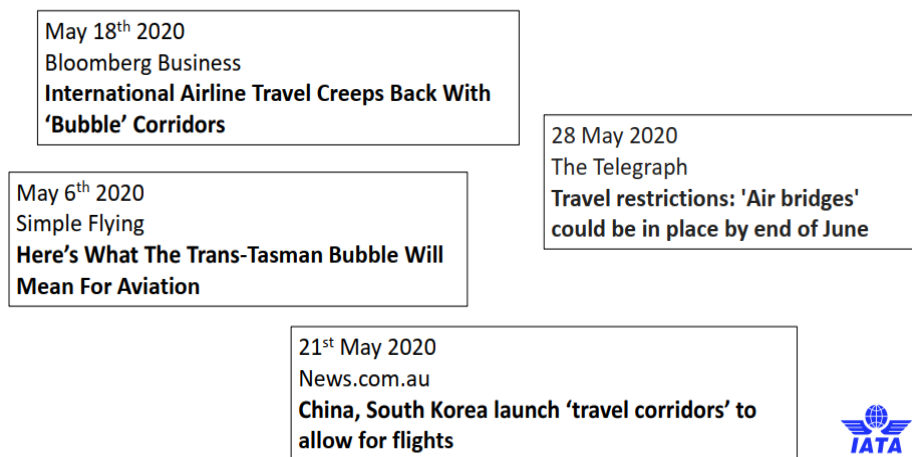 May 18th 2020
Bloomberg Business
International Airline Travel Creeps Back With
‘Bubble’ Corridors
28 May 2020
The Telegraph
Travel restrictions: 'Air bridges'
could be in place by end of June
May 6th 2020
Simple Flying
Here’s What The Trans-Tasman Bubble Will
Mean For Aviation
21st May 2020
News.com.au
China, South Korea launch ‘travel corridors’ to
allow for flights
IATA